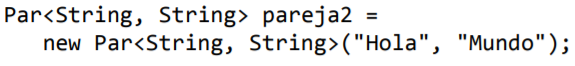 Par<String, String> pareja2 =
new Par<String, String>("Hola", "Mundo");